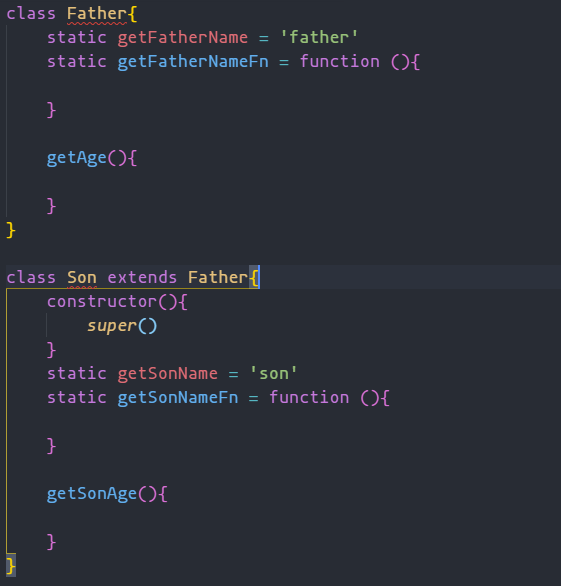 class Father{
    static getFatherName = 'father'
    static getFatherNameFn = function (){

    }

    getAge(){

    }
}

class Son extends Father{
    constructor(){
        super()
    }
    static getSonName = 'son'
    static getSonNameFn = function (){

    }

    getSonAge(){

    }
}